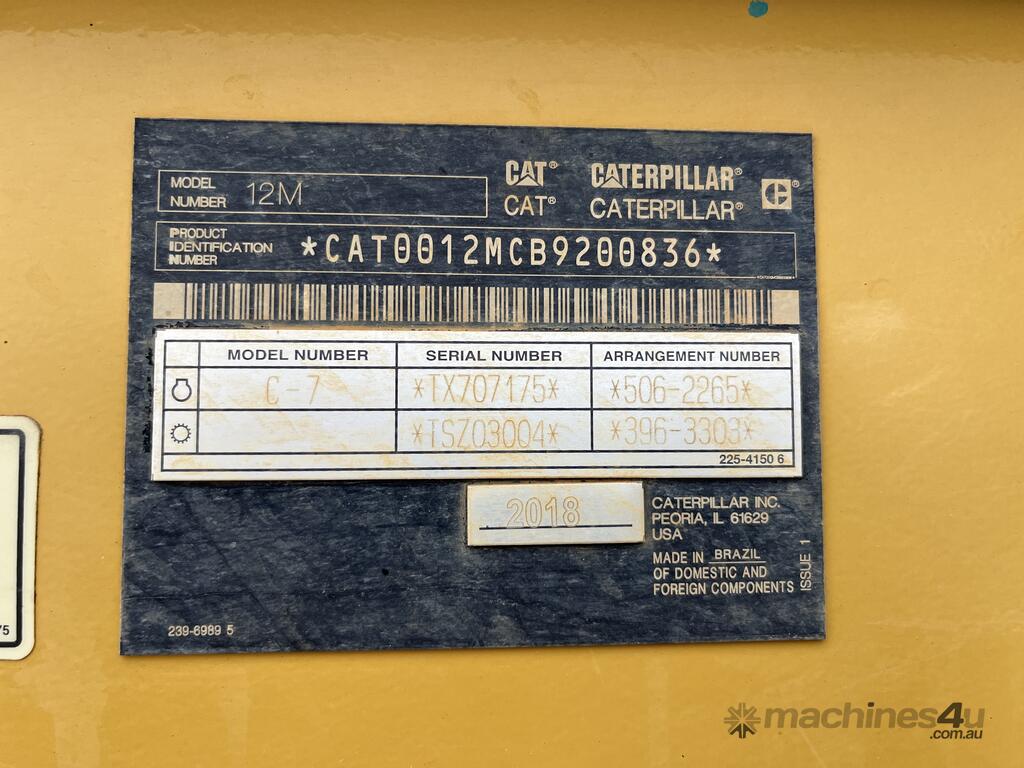 MODEL
NUMBER 12M
CAT® CATERPILLAR®
CAT® CATERPILLAR®
PRODUCT
IDENTIFICATION
NUMBER
*CAT0012MCB9200836*
MODEL NUMBER SERIAL NUMBER ARRANGEMENT NUMBER
C-7 *TX707175* *506-2265*
*TSZ03004* *396-3303*
225-4150 6
2018
CATERPILLAR INC.
PEORIA, IL 61629
USA
MADE IN BRAZIL
OF DOMESTIC AND
FOREIGN COMPONENTS
ISSUE 1
239-6989 5
75
machines4u
.com.au